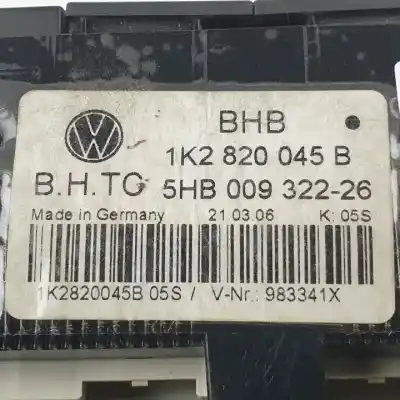 BHB
1K2 820 045 B
B.H.TC 5HB 009 322-26
Made in Germany 21.03.06 K: 05S
1K2820045B 05S / V-Nr.: 983341X